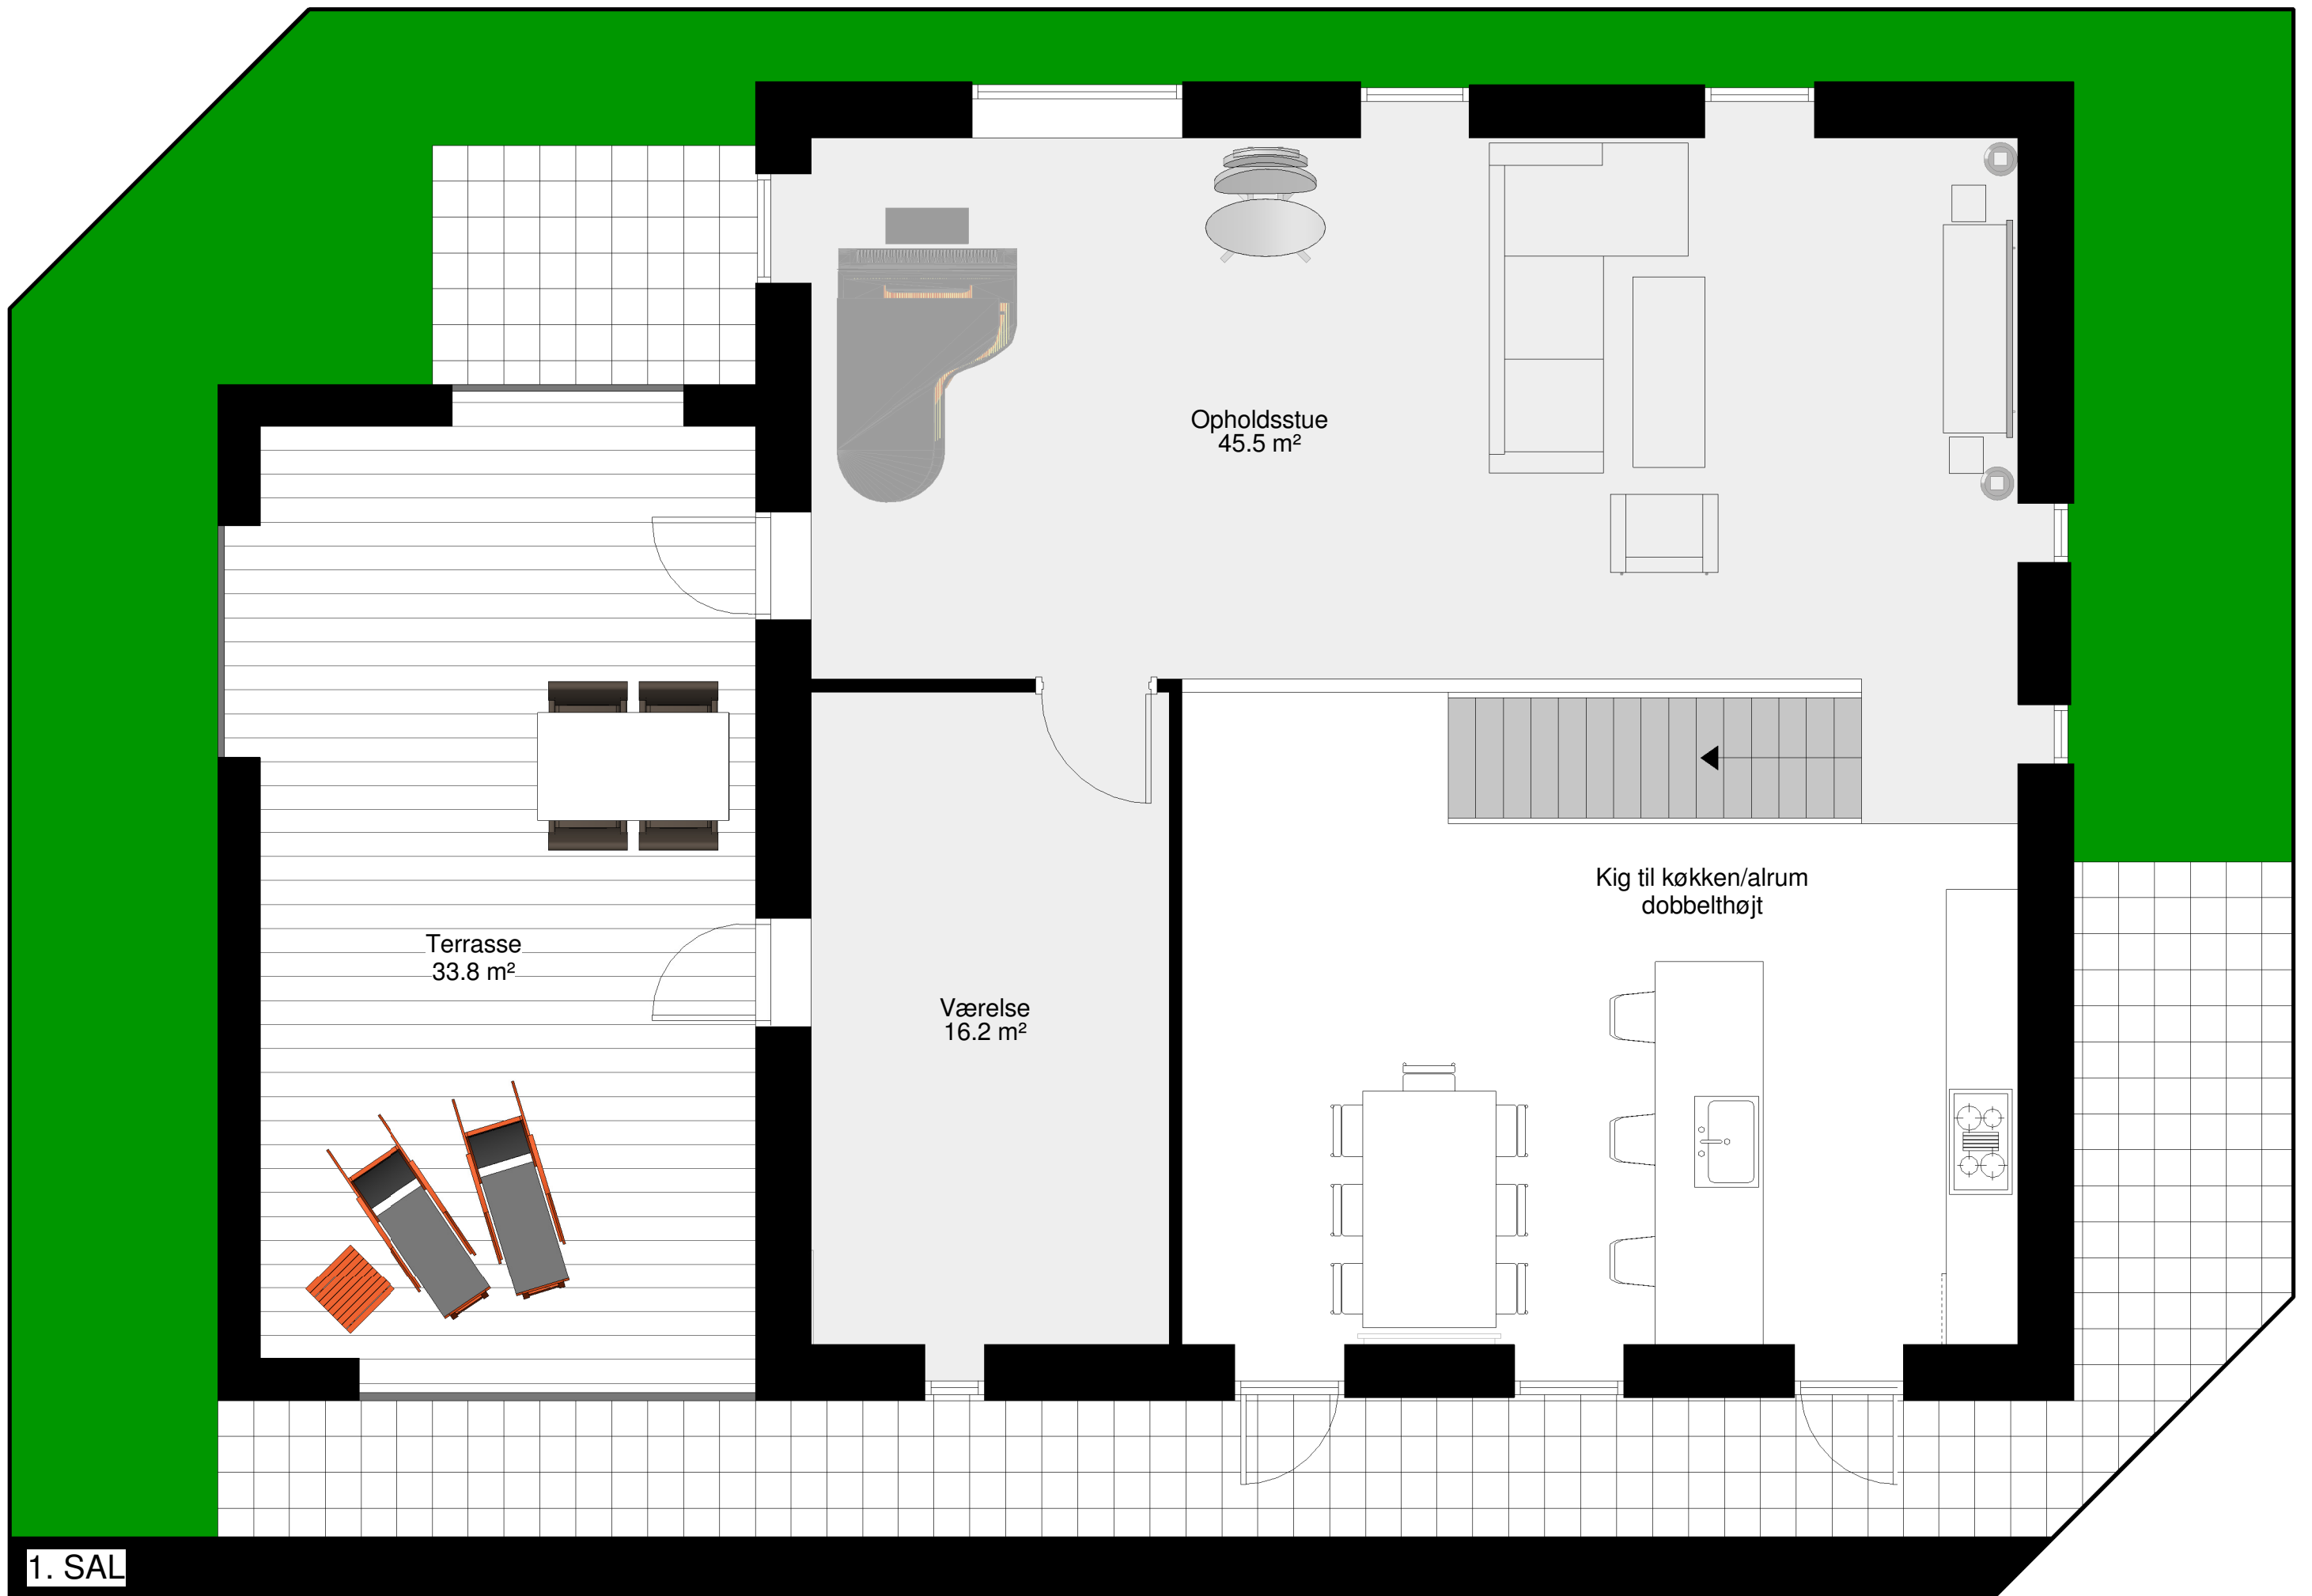 Opholdsstue
45.5 m²
Kig til køkken/alrum
dobbelthøjt
Terrasse
33.8 m²
Værelse
16.2 m²
1. SAL